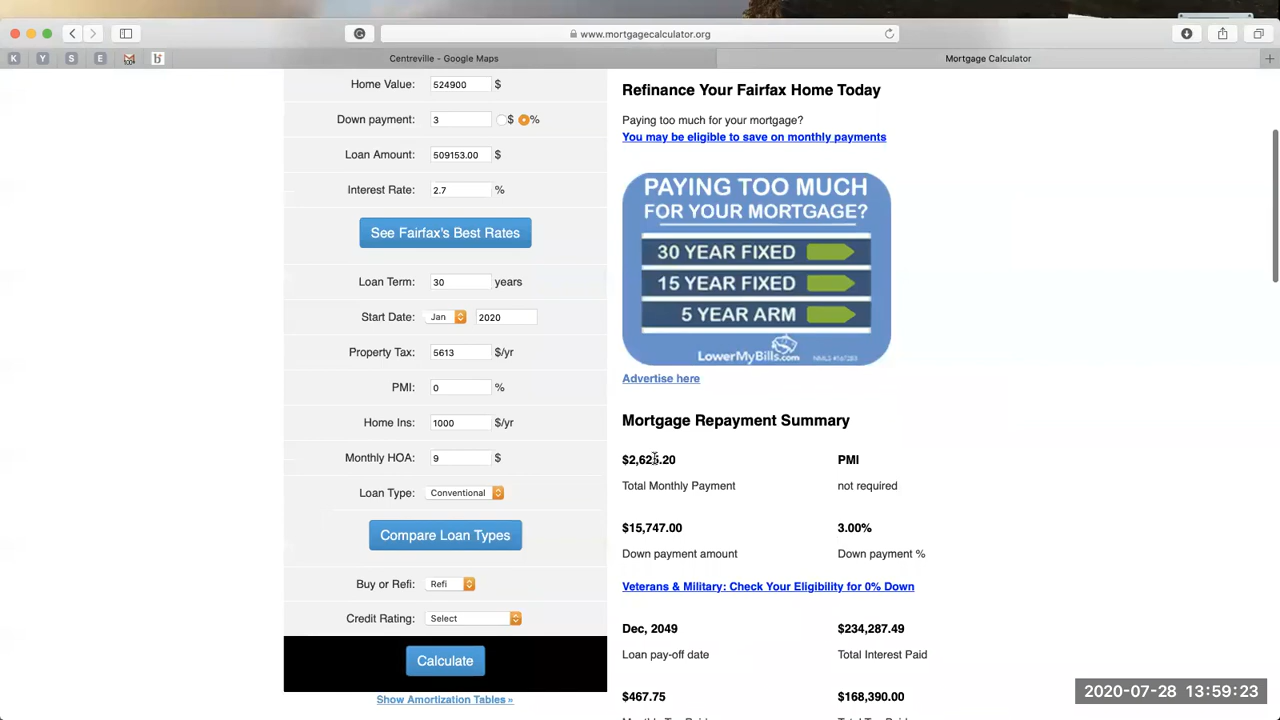 www.mortgagecalculator.org
K Y S E
Centreville - Google Maps
Mortgage Calculator
Home Value: 524900 $
Down payment: 3 $ %
Loan Amount: 509153.00 $
Interest Rate: 2.7 %
See Fairfax's Best Rates
Loan Term: 30 years
Start Date: Jan 2020
Property Tax: 5613 $/yr
PMI: 0 %
Home Ins: 1000 $/yr
Monthly HOA: 9 $
Loan Type: Conventional
Compare Loan Types
Buy or Refi: Refi
Credit Rating: Select
Calculate
Show Amortization Tables »
Refinance Your Fairfax Home Today
Paying too much for your mortgage?
You may be eligible to save on monthly payments
PAYING TOO MUCH
FOR YOUR MORTGAGE?
30 YEAR FIXED
15 YEAR FIXED
5 YEAR ARM
LowerMyBills.com
Advertise here
Mortgage Repayment Summary
PMI
Total Monthly Payment
not required
$15,747.00
3.00%
Down payment amount
Down payment %
Veterans & Military: Check Your Eligibility for 0% Down
Dec, 2049
$234,287.49
Loan pay-off date
Total Interest Paid
$467.75
$168,390.00
2020-07-28 13:59:23